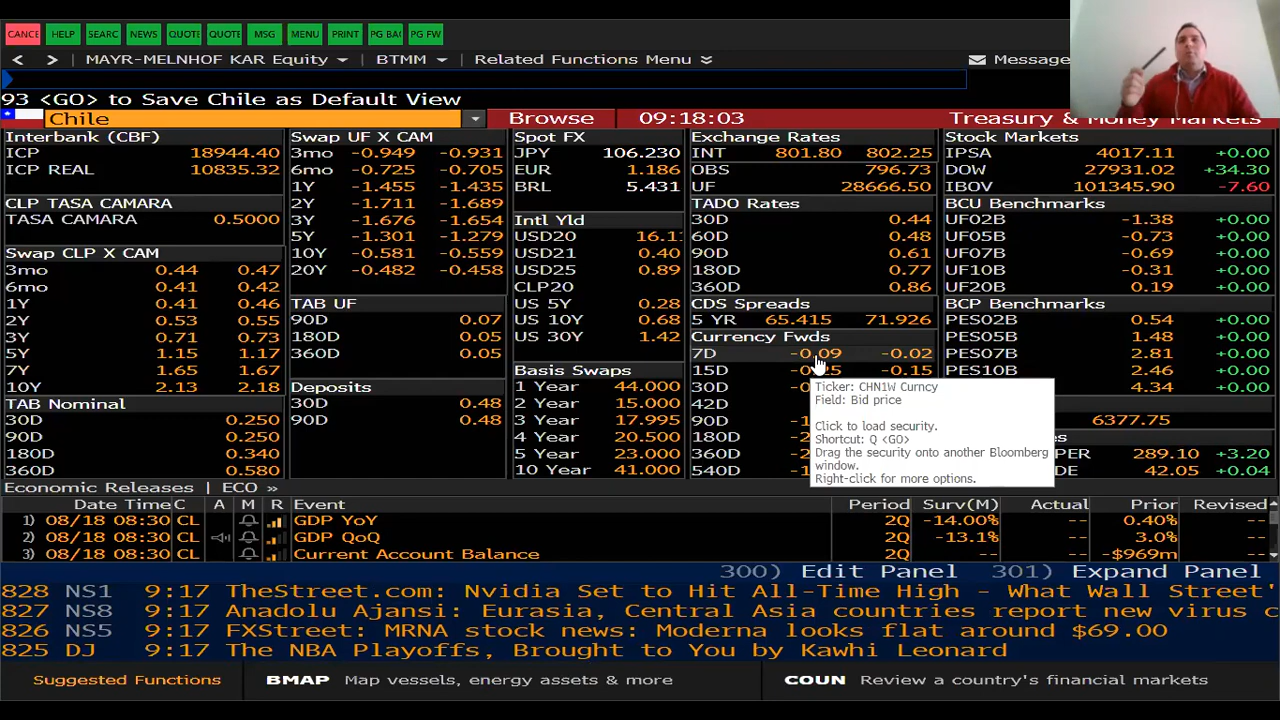 CANCE HELP SEARC NEWS QUOTE QUOTE MSG MENU PRINT PG BAC PG FW
< > MAYR-MELNHOF KAR Equity BTMM Related Functions Menu Message
93 <GO> to Save Chile as Default View
Chile Browse 09:18:03 Treasury & Money Markets
Interbank (CBF)
ICP 18944.40
ICP REAL 10835.32
CLP TASA CAMARA
TASA CAMARA 0.5000
Swap CLP X CAM
3mo 0.44 0.47
6mo 0.41 0.42
1Y 0.41 0.46
2Y 0.53 0.55
3Y 0.71 0.73
5Y 1.15 1.17
7Y 1.65 1.67
10Y 2.13 2.18
TAB Nominal
30D 0.250
90D 0.250
180D 0.340
360D 0.580
Swap UF X CAM
3mo -0.949 -0.931
6mo -0.725 -0.705
1Y -1.455 -1.435
2Y -1.711 -1.689
3Y -1.676 -1.654
5Y -1.301 -1.279
10Y -0.581 -0.559
20Y -0.482 -0.458
TAB UF
90D 0.07
180D 0.05
360D 0.05
Deposits
30D 0.48
90D 0.48
Spot FX
JPY 106.230
EUR 1.186
BRL 5.431
Intl Yld
USD20 16.11
USD21 0.40
USD25 0.89
CLP20
US 5Y 0.28
US 10Y 0.68
US 30Y 1.42
Basis Swaps
1 Year 44.000
2 Year 15.000
3 Year 17.995
4 Year 20.500
5 Year 23.000
10 Year 41.000
Exchange Rates
INT 801.80 802.25
OBS 796.73
UF 28666.50
TADO Rates
30D 0.44
60D 0.48
90D 0.61
180D 0.77
360D 0.86
CDS Spreads
5 YR 65.415 71.926
Currency Fwds
7D -0.09 -0.02
15D -0.15
30D
42D
90D
180D
360D
540D
Ticker: CHN1W Curncy
Field: Bid price
Click to load security.
Shortcut: Q <GO>
Drag the security onto another Bloomberg
window.
Right-click for more options.
Stock Markets
IPSA 4017.11 +0.00
DOW 27931.02 +34.30
IBOV 101345.90 -7.60
BCU Benchmarks
UF02B -1.38 +0.00
UF05B -0.73 +0.00
UF07B -0.69 +0.00
UF10B -0.31 +0.00
UF20B 0.19 +0.00
BCP Benchmarks
PES02B 0.54 +0.00
PES05B 1.48 +0.00
PES07B 2.81 +0.00
PES10B 2.46 +0.00
4.34 +0.00
6377.75
289.10 +3.20
42.05 +0.04
Economic Releases | ECO »
Date Time C A M R Event Period Surv(M) Actual Prior Revised
1) 08/18 08:30 CL GDP YoY 2Q -14.00% -- 0.40% --
2) 08/18 08:30 CL GDP QoQ 2Q -13.1% -- 3.0% --
3) 08/18 08:30 CL Current Account Balance 2Q -- -- -$969m --
300) Edit Panel 301) Expand Panel
828 NS1 9:17 TheStreet.com: Nvidia Set to Hit All-Time High - What Wall Street'
827 NS8 9:17 Anadolu Ajansi: Eurasia, Central Asia countries report new virus c
826 NS5 9:17 FXStreet: MRNA stock news: Moderna looks flat around $69.00
825 DJ 9:17 The NBA Playoffs, Brought to You by Kawhi Leonard
Suggested Functions BMAP Map vessels, energy assets & more COUN Review a country's financial markets